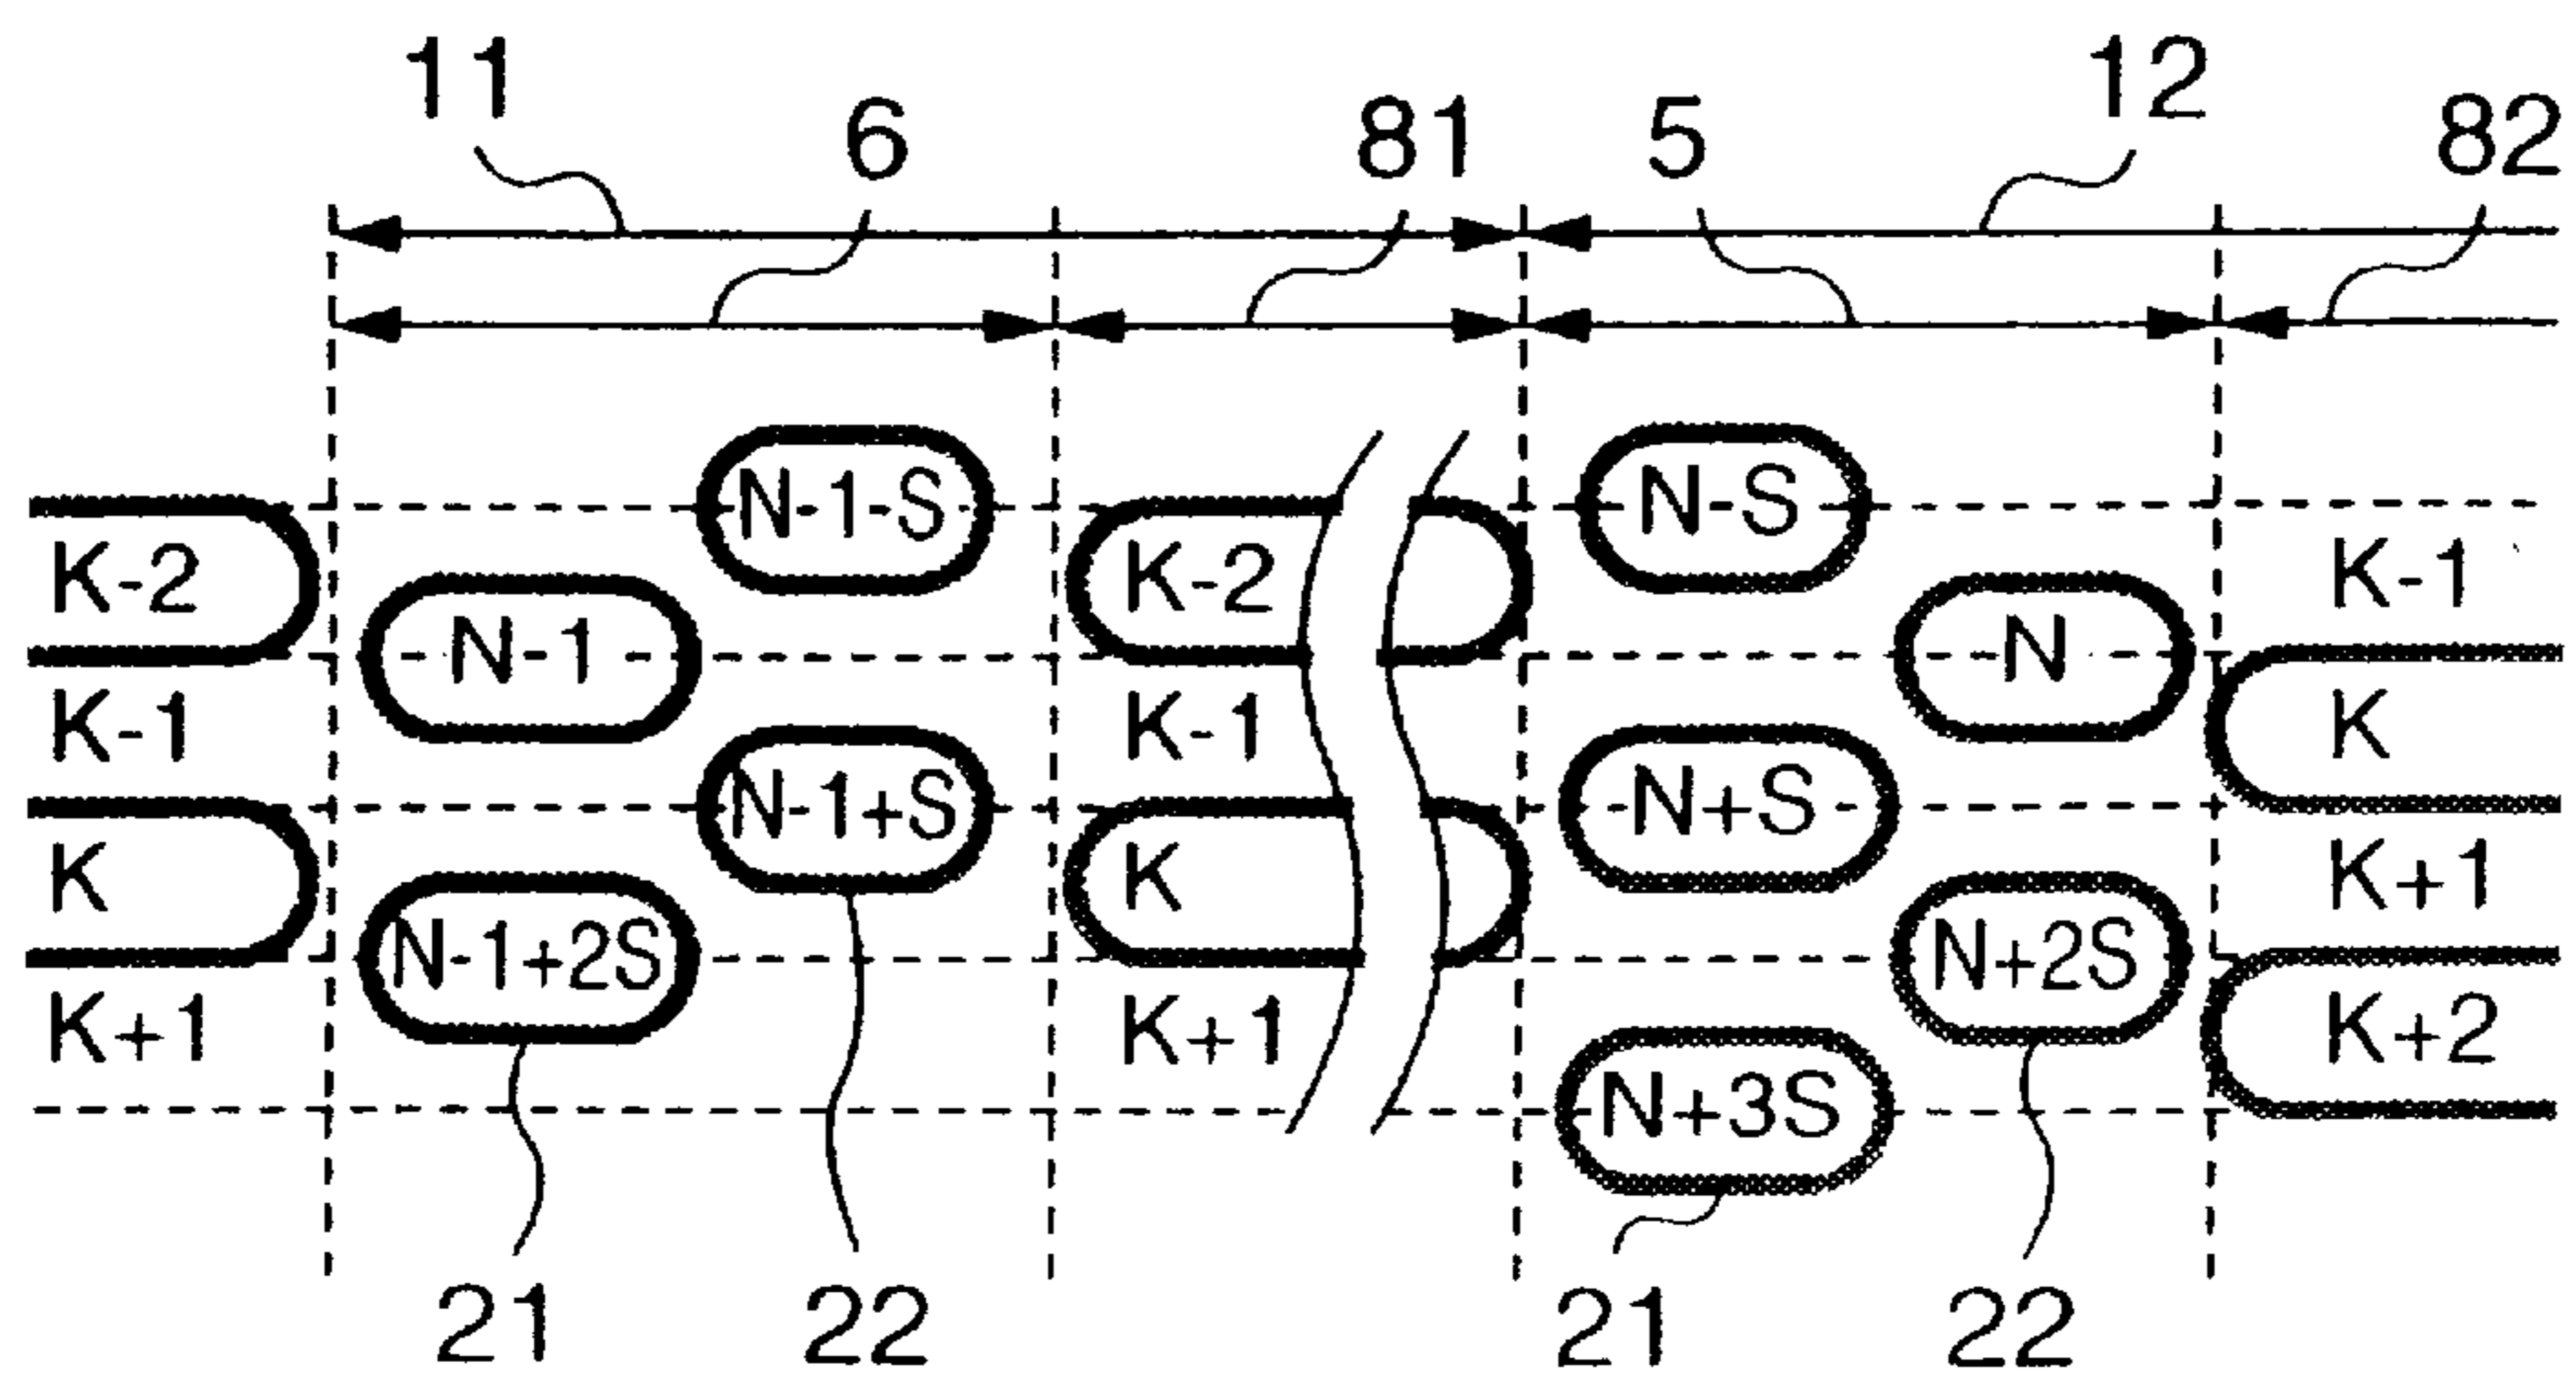 11 12
6 81 5 82
N-1-S N-S
K-2 K-2 K-1
N-1 N
K-1 K-1 K
N-1+S N+S
K K K+1
N-1+2S N+2S
K+1 K+1 K+2
N+3S
21 22 21 22